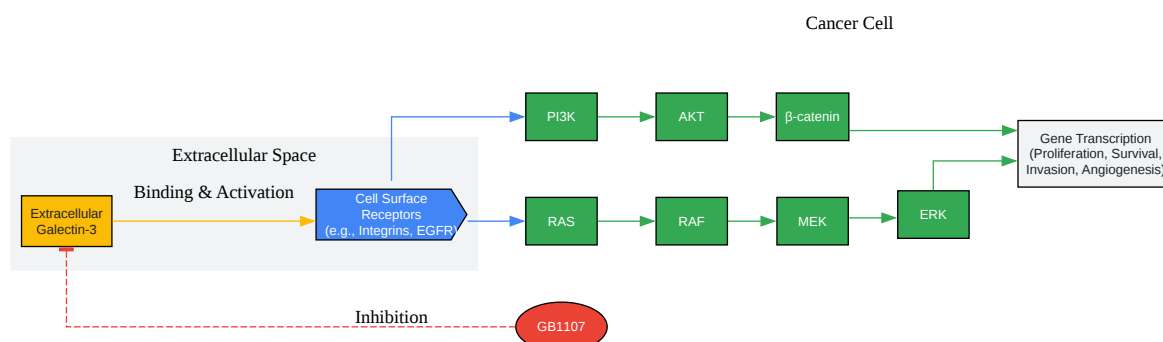 Cancer Cell
PI3K
AKT
β-catenin
Gene Transcription
(Proliferation, Survival,
Invasion, Angiogenesis)
Extracellular Space
Binding & Activation
Extracellular
Galectin-3
Cell Surface
Receptors
(e.g., Integrins, EGFR)
RAS
RAF
MEK
ERK
Inhibition
GB1107